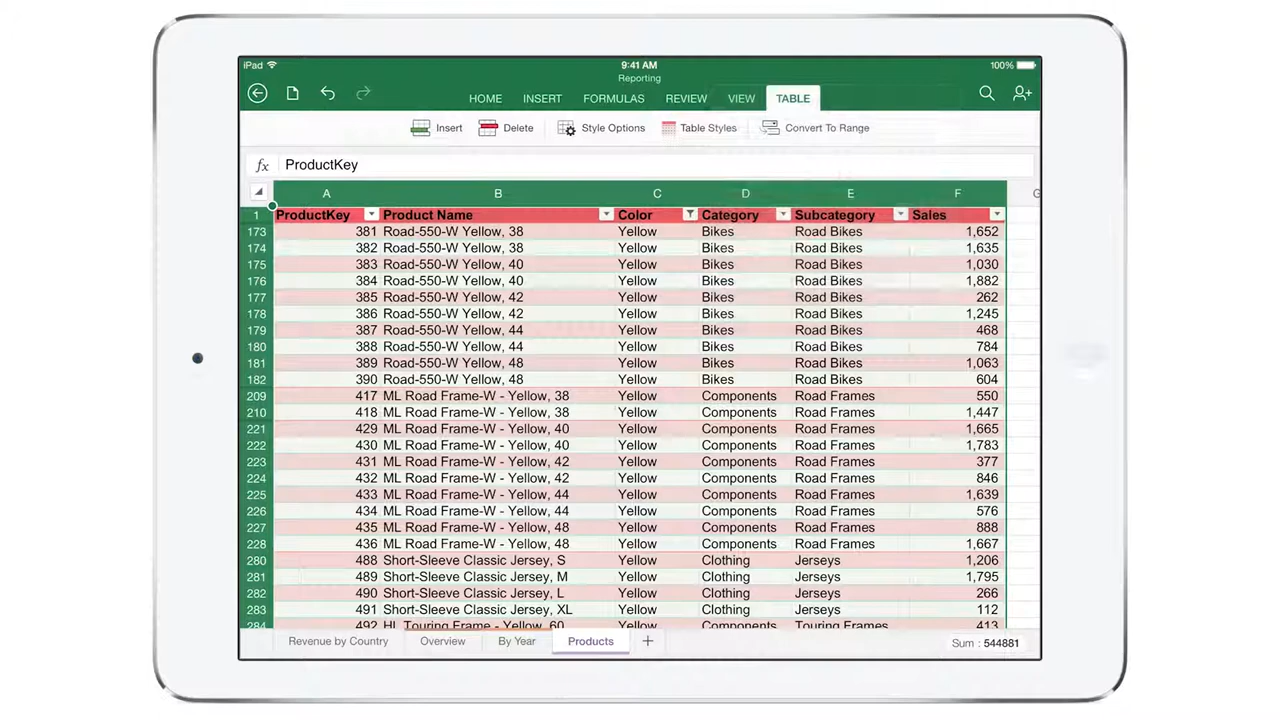 iPad 9:41 AM 100%
Reporting
HOME INSERT FORMULAS REVIEW VIEW TABLE
Insert Delete Style Options Table Styles Convert To Range
fx ProductKey
A B C D E F G
1 ProductKey Product Name Color Category Subcategory Sales
173 381 Road-550-W Yellow, 38 Yellow Bikes Road Bikes 1,652
174 382 Road-550-W Yellow, 38 Yellow Bikes Road Bikes 1,635
175 383 Road-550-W Yellow, 40 Yellow Bikes Road Bikes 1,030
176 384 Road-550-W Yellow, 40 Yellow Bikes Road Bikes 1,882
177 385 Road-550-W Yellow, 42 Yellow Bikes Road Bikes 262
178 386 Road-550-W Yellow, 42 Yellow Bikes Road Bikes 1,245
179 387 Road-550-W Yellow, 44 Yellow Bikes Road Bikes 468
180 388 Road-550-W Yellow, 44 Yellow Bikes Road Bikes 784
181 389 Road-550-W Yellow, 48 Yellow Bikes Road Bikes 1,063
182 390 Road-550-W Yellow, 48 Yellow Bikes Road Bikes 604
209 417 ML Road Frame-W - Yellow, 38 Yellow Components Road Frames 550
210 418 ML Road Frame-W - Yellow, 38 Yellow Components Road Frames 1,447
221 429 ML Road Frame-W - Yellow, 40 Yellow Components Road Frames 1,665
222 430 ML Road Frame-W - Yellow, 40 Yellow Components Road Frames 1,783
223 431 ML Road Frame-W - Yellow, 42 Yellow Components Road Frames 377
224 432 ML Road Frame-W - Yellow, 42 Yellow Components Road Frames 846
225 433 ML Road Frame-W - Yellow, 44 Yellow Components Road Frames 1,639
226 434 ML Road Frame-W - Yellow, 44 Yellow Components Road Frames 576
227 435 ML Road Frame-W - Yellow, 48 Yellow Components Road Frames 888
228 436 ML Road Frame-W - Yellow, 48 Yellow Components Road Frames 1,667
280 488 Short-Sleeve Classic Jersey, S Yellow Clothing Jerseys 1,206
281 489 Short-Sleeve Classic Jersey, M Yellow Clothing Jerseys 1,795
282 490 Short-Sleeve Classic Jersey, L Yellow Clothing Jerseys 266
283 491 Short-Sleeve Classic Jersey, XL Yellow Clothing Jerseys 112
284 492 HL Touring Frame - Yellow, 60 Yellow Components Touring Frames 413
Revenue by Country Overview By Year Products + Sum : 544881